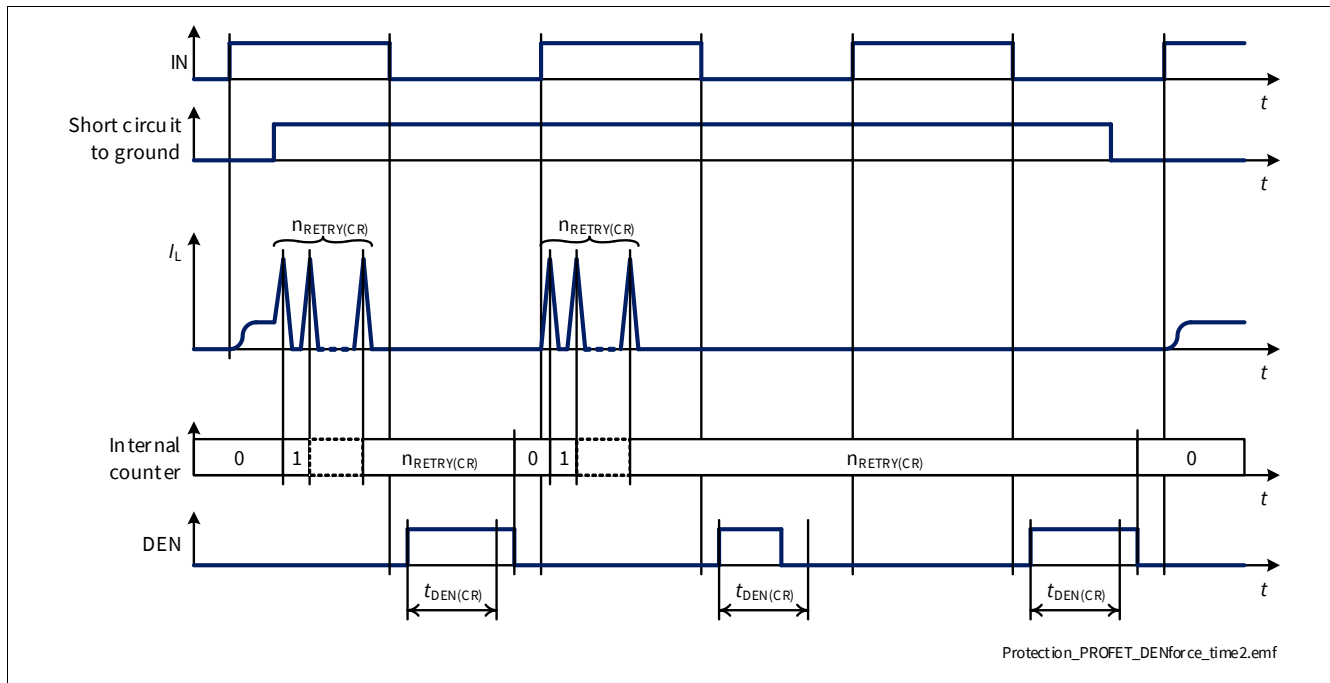 IN
t
Short circuit
to ground
t
nRETRY(CR) nRETRY(CR)
IL
t
Internal
counter
0 1 nRETRY(CR) 0 1 nRETRY(CR) 0
t
DEN
t
tDEN(CR) tDEN(CR) tDEN(CR)
Protection_PROFET_DENforce_time2.emf